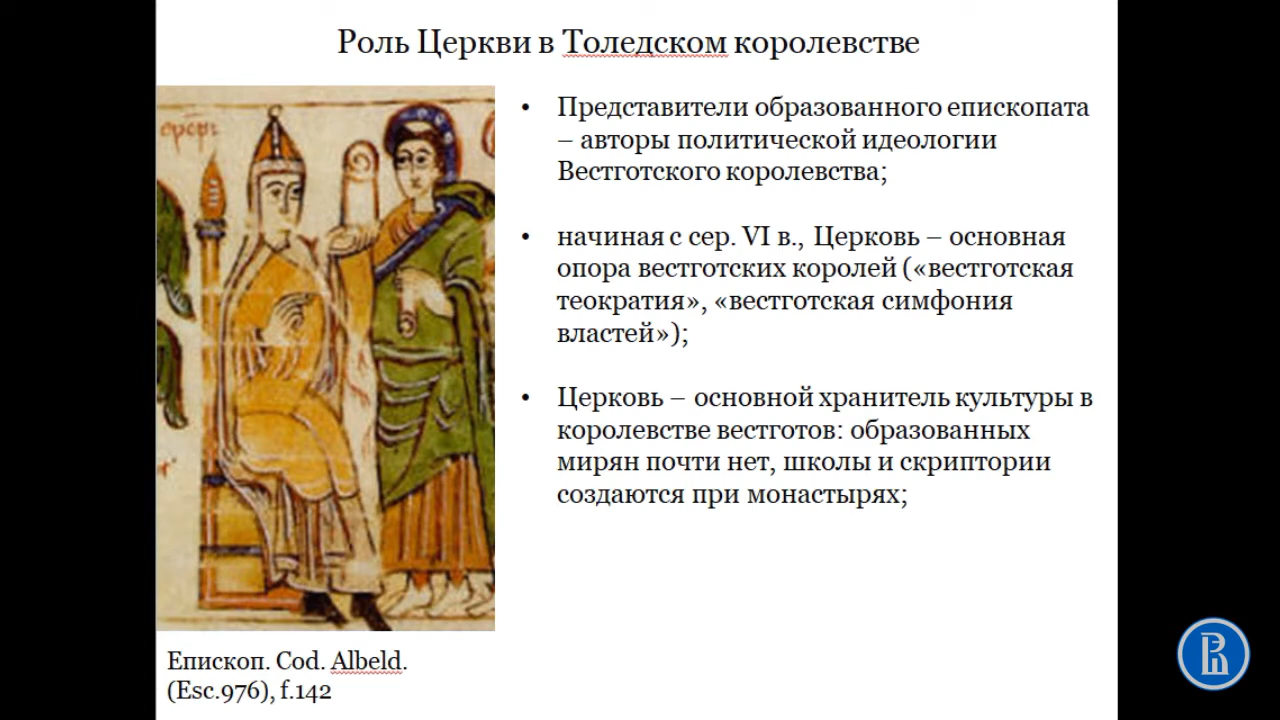 Роль Церкви в Толедском королевстве
• Представители образованного епископата
– авторы политической идеологии
Вестготского королевства;
• начиная с сер. VI в., Церковь – основная
опора вестготских королей («вестготская
теократия», «вестготская симфония
властей»);
• Церковь – основной хранитель культуры в
королевстве вестготов: образованных
мирян почти нет, школы и скриптории
создаются при монастырях;
Епископ. Cod. Albeld.
(Esc.976), f.142